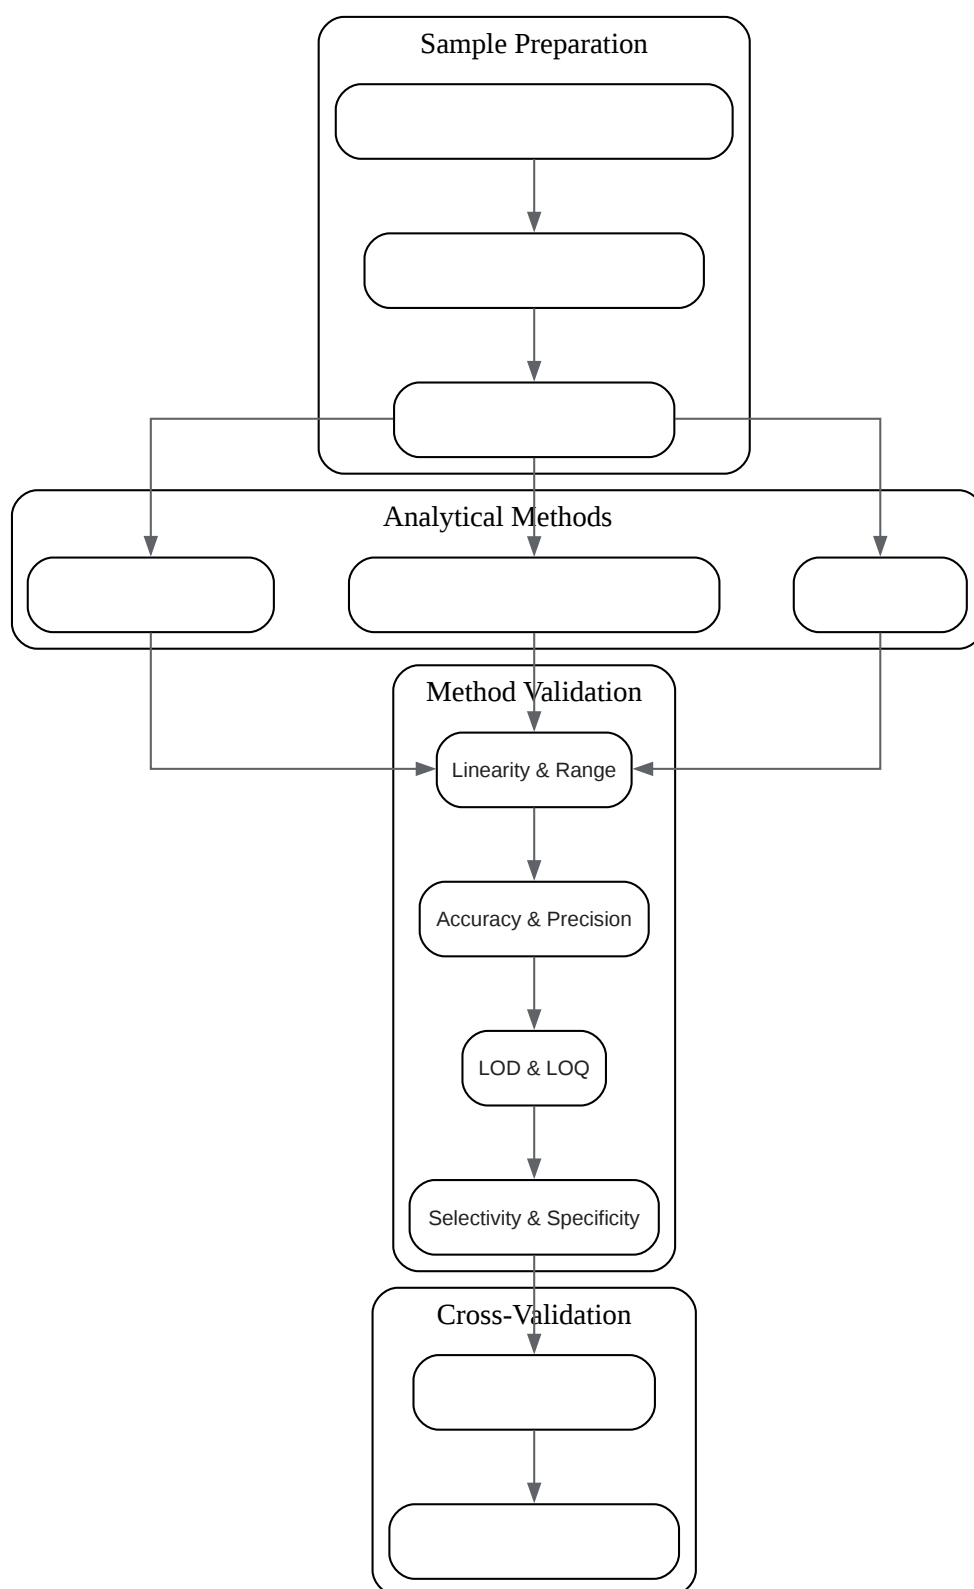 Sample Preparation
Analytical Methods
Method Validation
Linearity & Range
Accuracy & Precision
LOD & LOQ
Selectivity & Specificity
Cross-Validation